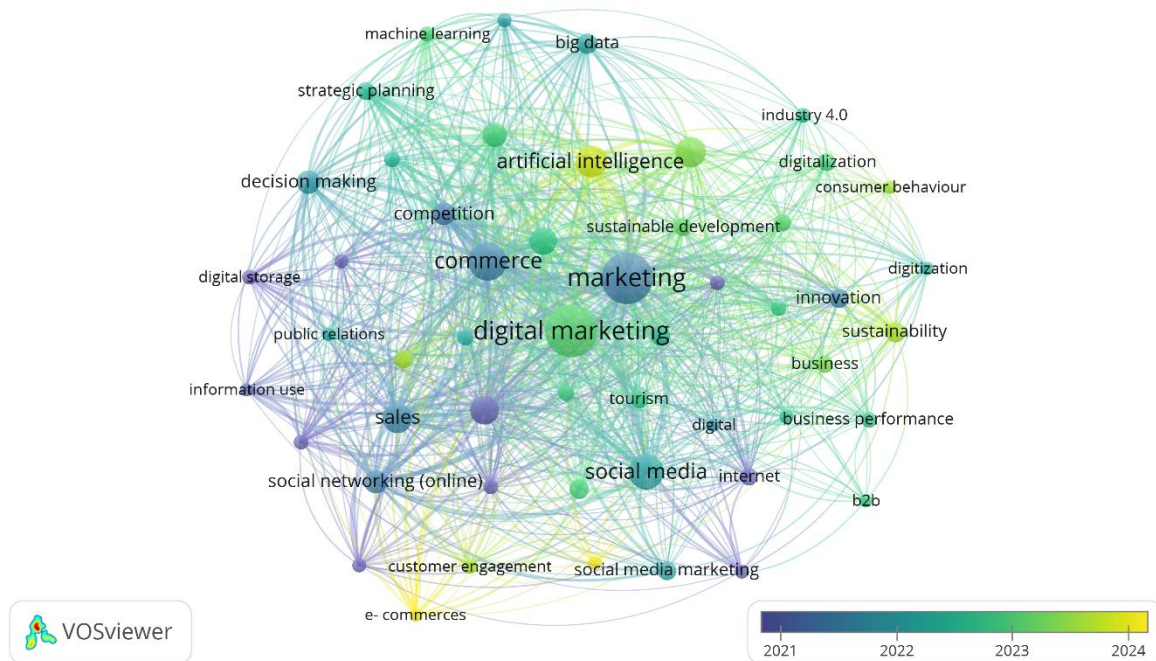 machine learning
big data
strategic planning
industry 4.0
artificial intelligence
digitalization
decision making
consumer behaviour
competition
sustainable development
commerce
marketing
digitization
digital storage
innovation
digital marketing
sustainability
public relations
business
information use
tourism
sales
digital
business performance
social media
internet
social networking (online)
b2b
customer engagement
social media marketing
e- commerces
VOSviewer
2021 2022 2023 2024